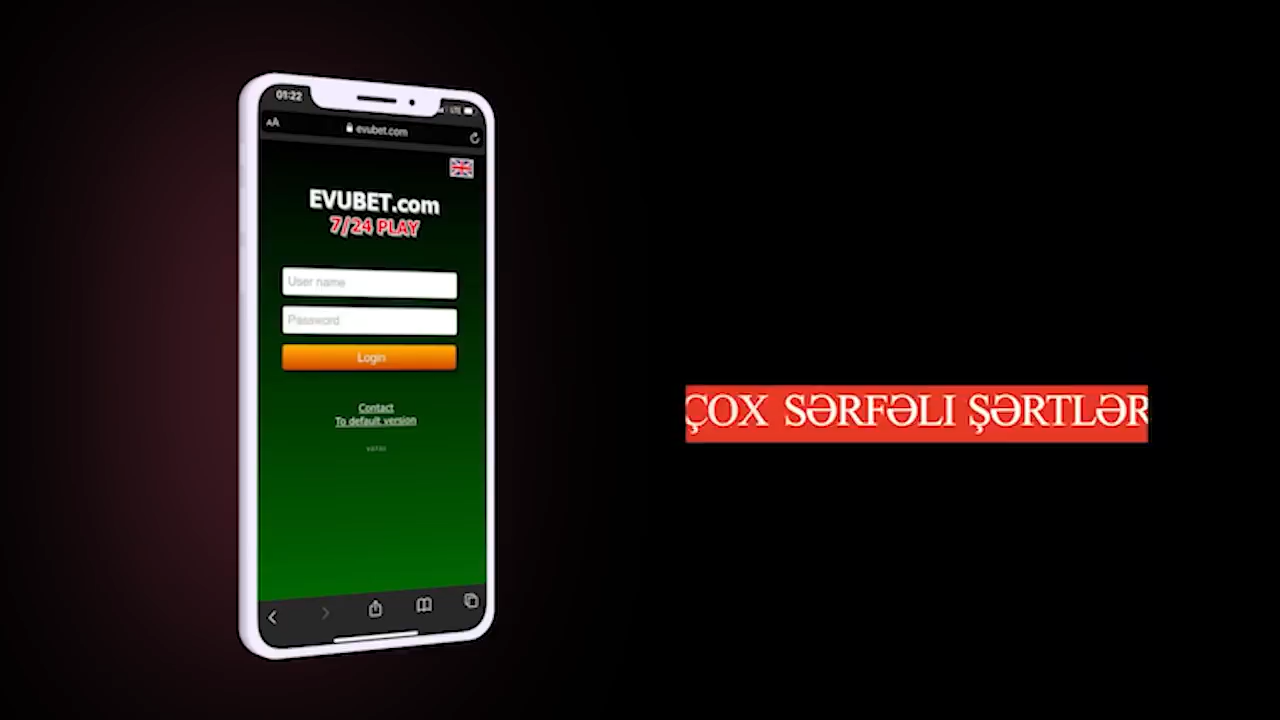 01:22
LTE
AA
evubet.com
EVUBET.com
7/24 PLAY
User name
Password
Login
Contact
To default version
ÇOX SƏRFƏLI ŞƏRTLƏR